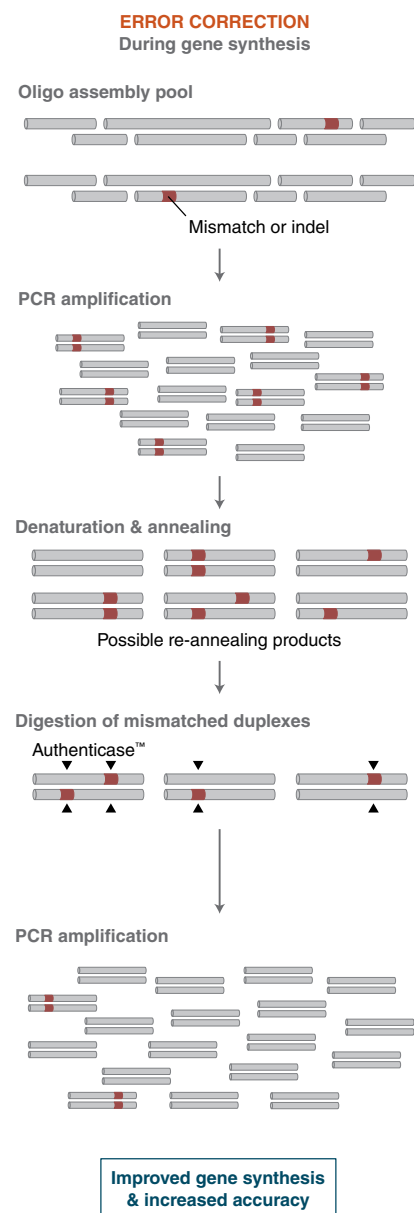 ERROR CORRECTION
During gene synthesis
Oligo assembly pool
Mismatch or indel
PCR amplification
Denaturation & annealing
Possible re-annealing products
Digestion of mismatched duplexes
Authenticase™
PCR amplification
Improved gene synthesis
& increased accuracy